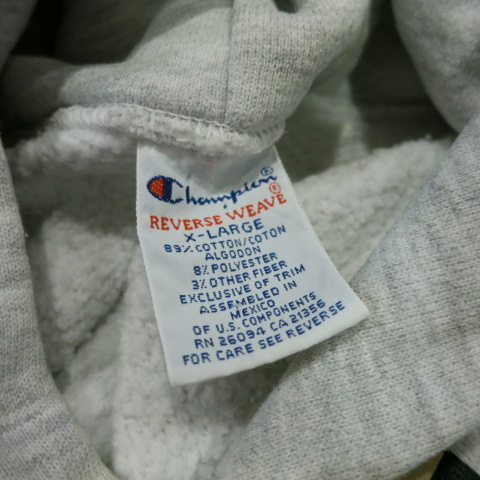 Champion®
REVERSE WEAVE®
X-LARGE
89% COTTON/COTON
ALGODON
8% POLYESTER
3% OTHER FIBER
EXCLUSIVE OF TRIM
ASSEMBLED IN
MEXICO
OF U.S. COMPONENTS
RN 26094 CA 21356
FOR CARE SEE REVERSE